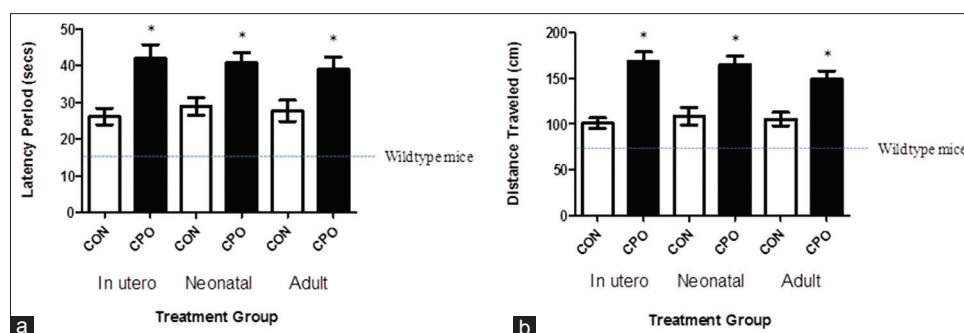 Latency Period (secs)
50
40
30
20
10
0
Wildtype mice
CON
CPO
CON
CPO
CON
CPO
In utero
Neonatal
Adult
Treatment Group
a
*
*
*
Distance Traveled (cm)
200
150
100
50
0
Wildtype mice
CON
CPO
CON
CPO
CON
CPO
In utero
Neonatal
Adult
Treatment Group
b
*
*
*